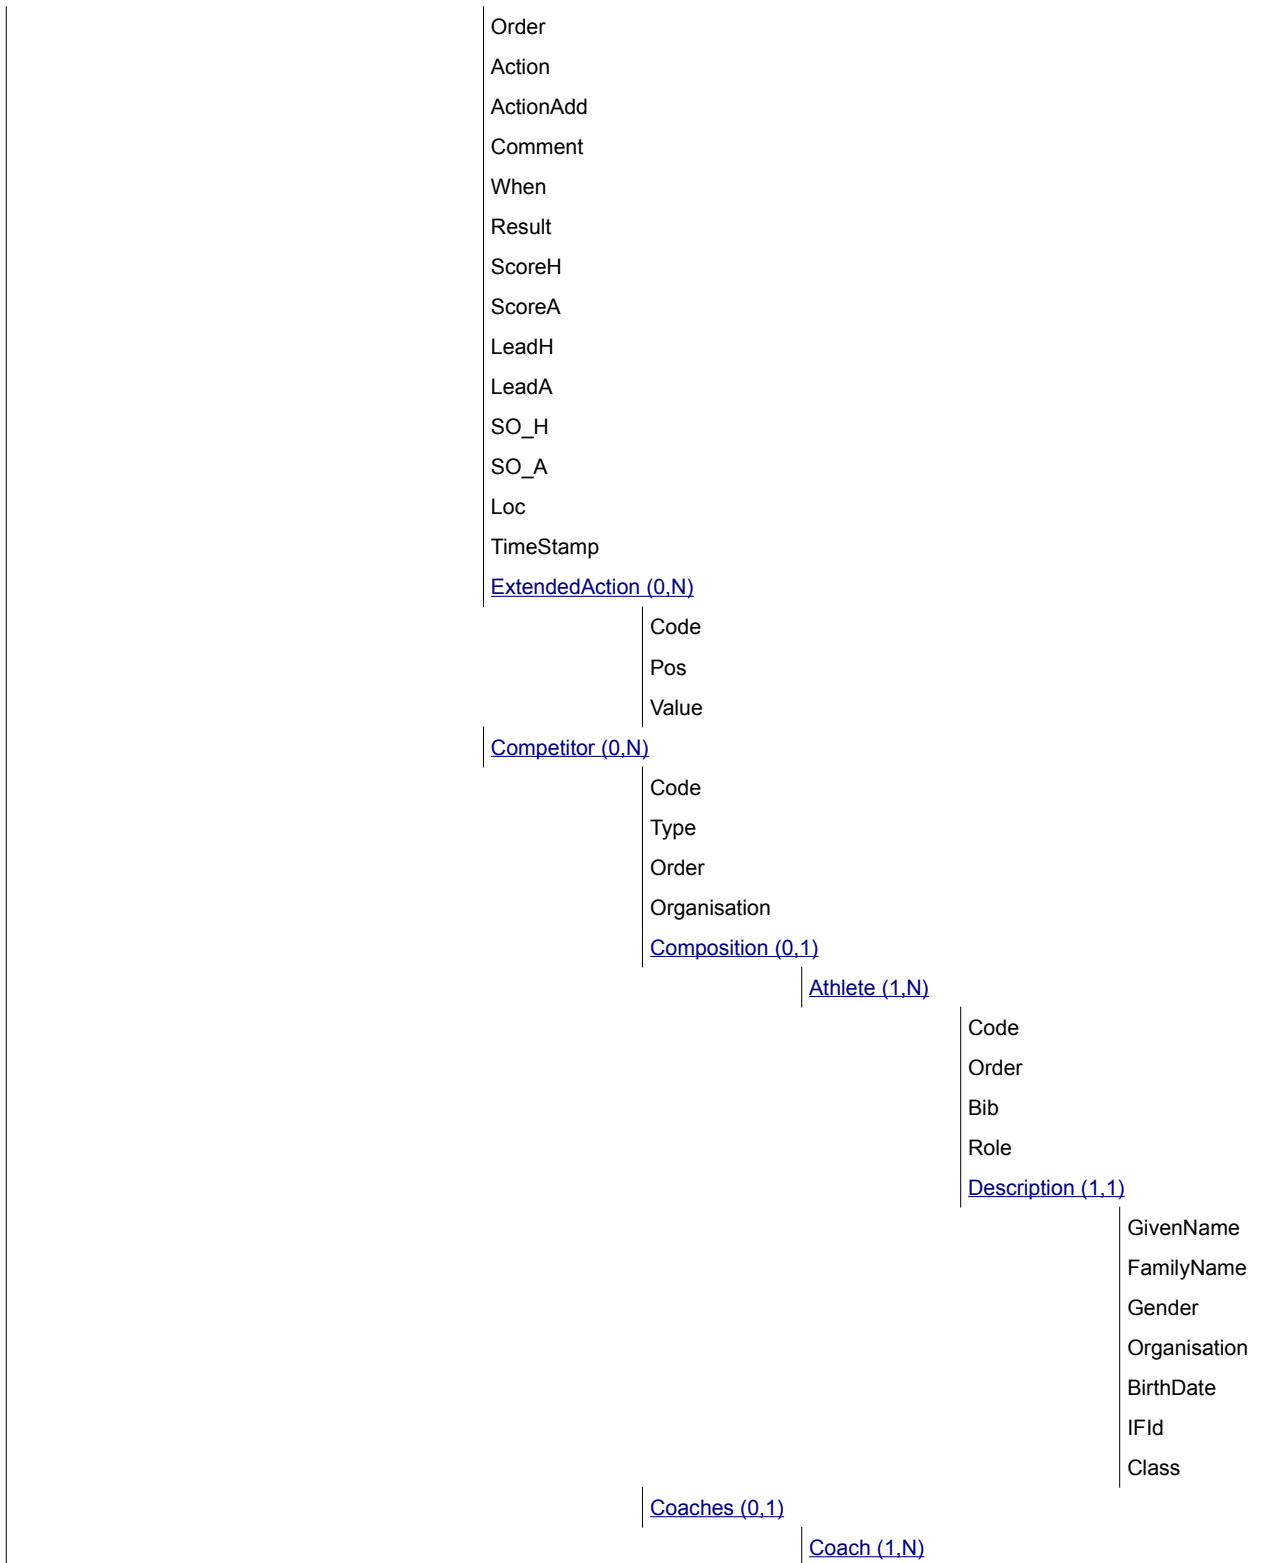 Order
Action
ActionAdd
Comment
When
Result
ScoreH
ScoreA
LeadH
LeadA
SO_H
SO_A
Loc
TimeStamp
ExtendedAction (0,N)
Code
Pos
Value
Competitor (0,N)
Code
Type
Order
Organisation
Composition (0,1)
Athlete (1,N)
Code
Order
Bib
Role
Description (1,1)
GivenName
FamilyName
Gender
Organisation
BirthDate
IFId
Class
Coaches (0,1)
Coach (1,N)